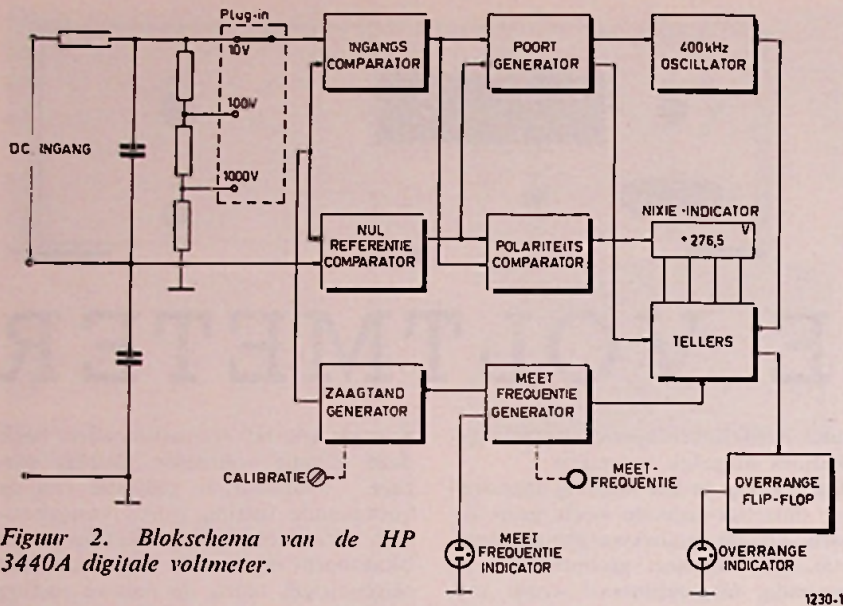 Plug-in
10V
100V
1000V
DC INGANG
INGANGS
COMPARATOR
POORT
GENERATOR
400kHz
OSCILLATOR
NUL
REFERENTIE
COMPARATOR
POLARITEITS
COMPARATOR
NIXIE-INDICATOR
+276,5 V
TELLERS
ZAAGTAND
GENERATOR
MEET
FREQUENTIE
GENERATOR
CALIBRATIE
MEET-
FREQUENTIE
OVERRANGE
FLIP-FLOP
MEET
FREQUENTIE
INDICATOR
OVERRANGE
INDICATOR
Figuur 2. Blokschema van de HP
3440A digitale voltmeter.
1230-1